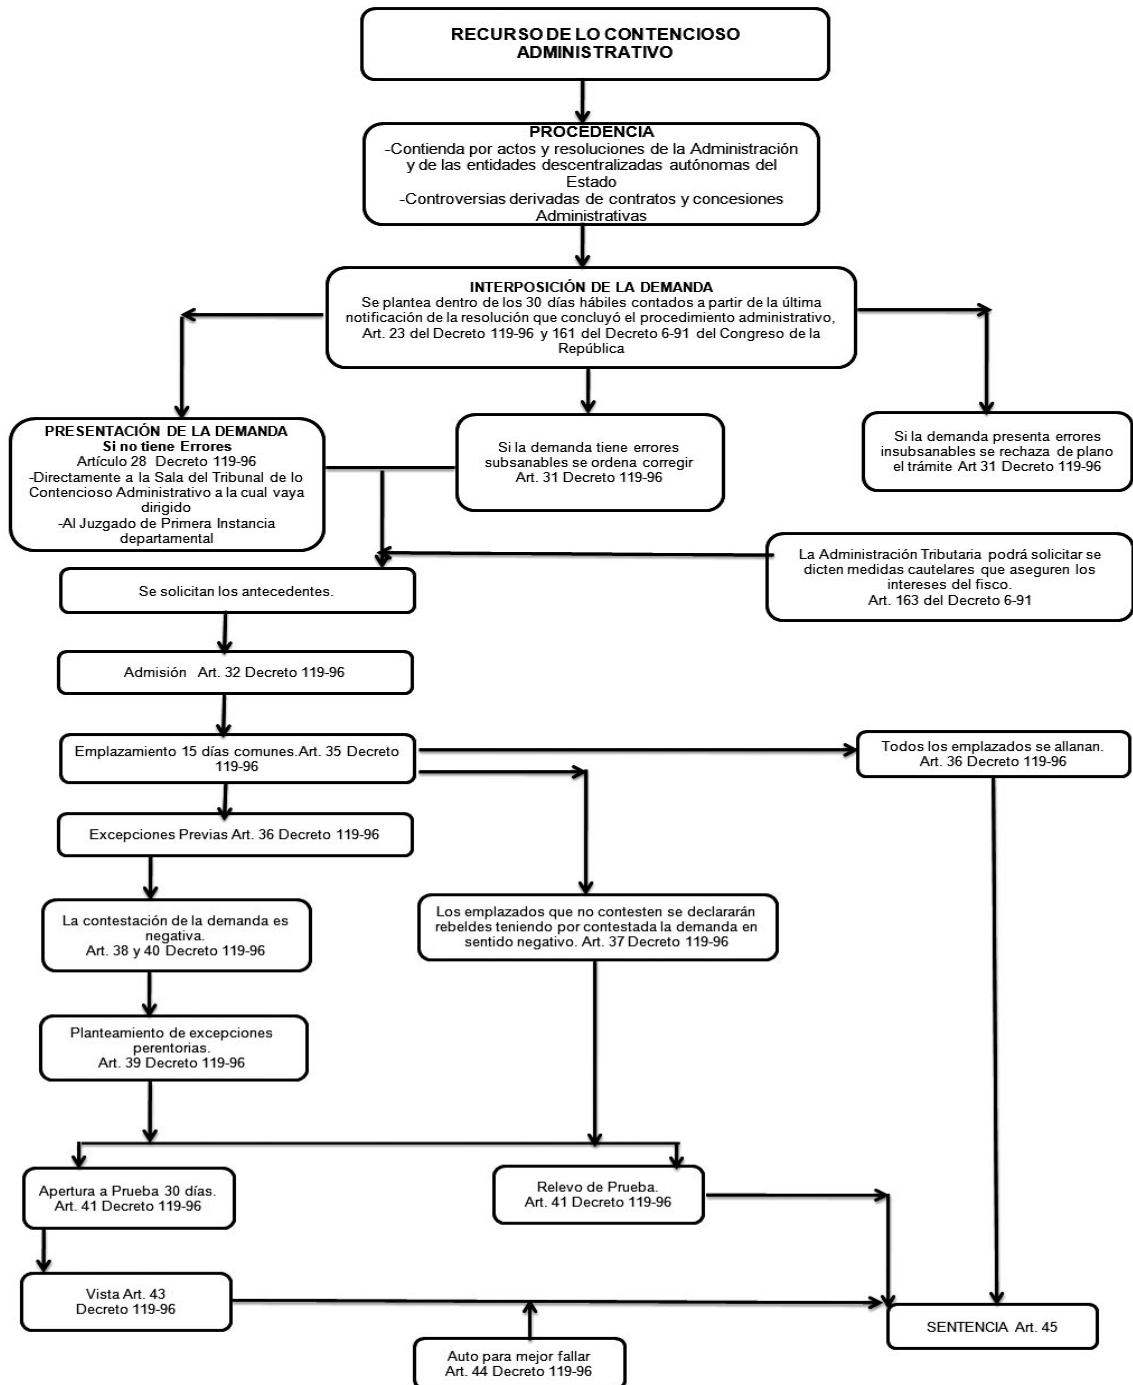 RECURSO DE LO CONTENCIOSO
ADMINISTRATIVO
PROCEDENCIA
-Contienda por actos y resoluciones de la Administración
y de las entidades descentralizadas autónomas del
Estado
-Controversias derivadas de contratos y concesiones
Administrativas
INTERPOSICIÓN DE LA DEMANDA
Se plantea dentro de los 30 días hábiles contados a partir de la última
notificación de la resolución que concluyó el procedimiento administrativo,
Art. 23 del Decreto 119-96 y 161 del Decreto 6-91 del Congreso de la
República
PRESENTACIÓN DE LA DEMANDA
Si no tiene Errores
Artículo 28 Decreto 119-96
-Directamente a la Sala del Tribunal de lo
Contencioso Administrativo a la cual vaya
dirigido
-Al Juzgado de Primera Instancia
departamental
Si la demanda tiene errores
subsanables se ordena corregir
Art. 31 Decreto 119-96
Si la demanda presenta errores
insubsanables se rechaza de plano
el trámite Art 31 Decreto 119-96
La Administración Tributaria podrá solicitar se
dicten medidas cautelares que aseguren los
intereses del fisco.
Art. 163 del Decreto 6-91
Se solicitan los antecedentes.
Admisión Art. 32 Decreto 119-96
Emplazamiento 15 días comunes.Art. 35 Decreto
119-96
Todos los emplazados se allanan.
Art. 36 Decreto 119-96
Excepciones Previas Art. 36 Decreto 119-96
La contestación de la demanda es
negativa.
Art. 38 y 40 Decreto 119-96
Los emplazados que no contesten se declararán
rebeldes teniendo por contestada la demanda en
sentido negativo. Art. 37 Decreto 119-96
Planteamiento de excepciones
perentorias.
Art. 39 Decreto 119-96
Apertura a Prueba 30 días.
Art. 41 Decreto 119-96
Relevo de Prueba.
Art. 41 Decreto 119-96
Vista Art. 43
Decreto 119-96
SENTENCIA Art. 45
Auto para mejor fallar
Art. 44 Decreto 119-96